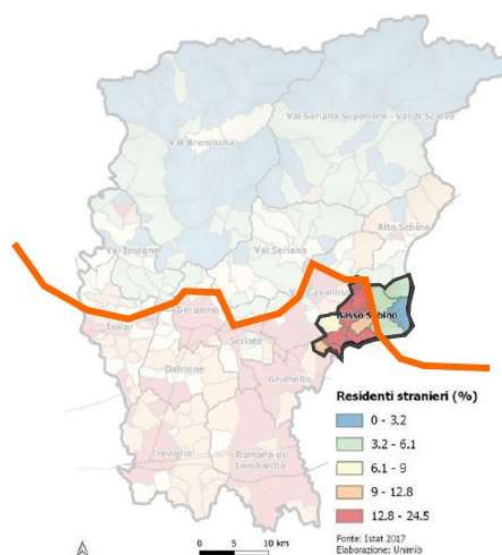 Val Seriana Superiore - Val di Scalve
Val Brembana
Alto Sebino
Val Imagna
Val Seriana
Val Cavallina
Bergamo
Basso Sebino
Isola
Seriate
Dalmine
Grumello
Treviglio
Romano di
Lombardia
Residenti stranieri (%)
0 - 3.2
3.2 - 6.1
6.1 - 9
9 - 12.8
12.8 - 24.5
0 5 10 km
Fonte: Istat 2017
Elaborazione: Unimib